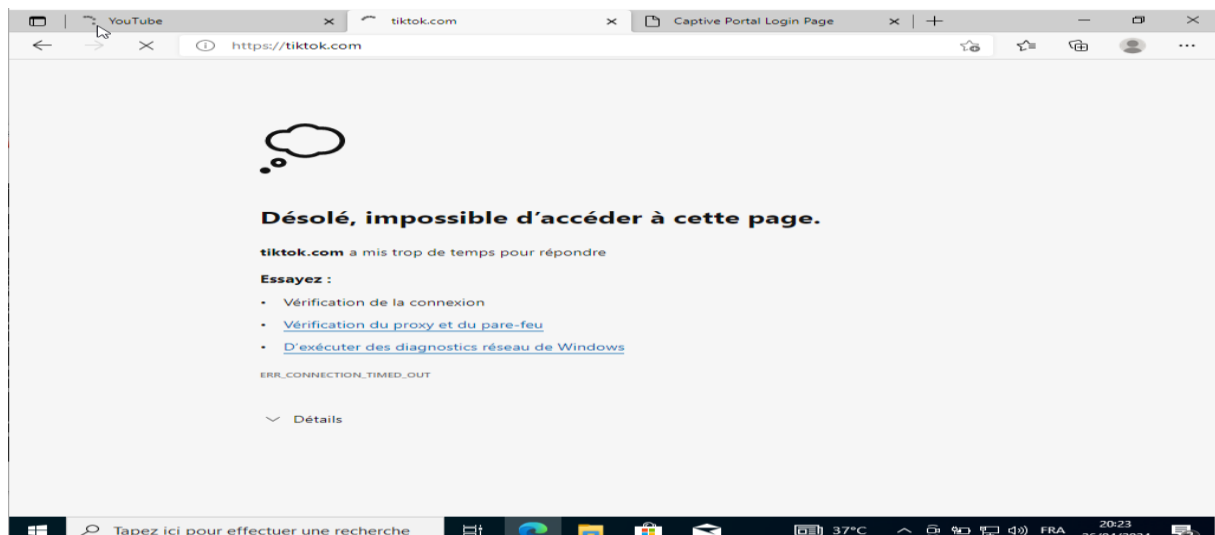 YouTube
tiktok.com
Captive Portal Login Page
https://tiktok.com
Désolé, impossible d'accéder à cette page.
tiktok.com a mis trop de temps pour répondre
Essayez :
• Vérification de la connexion
• Vérification du proxy et du pare-feu
• D'exécuter des diagnostics réseau de Windows
ERR_CONNECTION_TIMED_OUT
Détails
Tapez ici pour effectuer une recherche
37°C
FRA
20:23